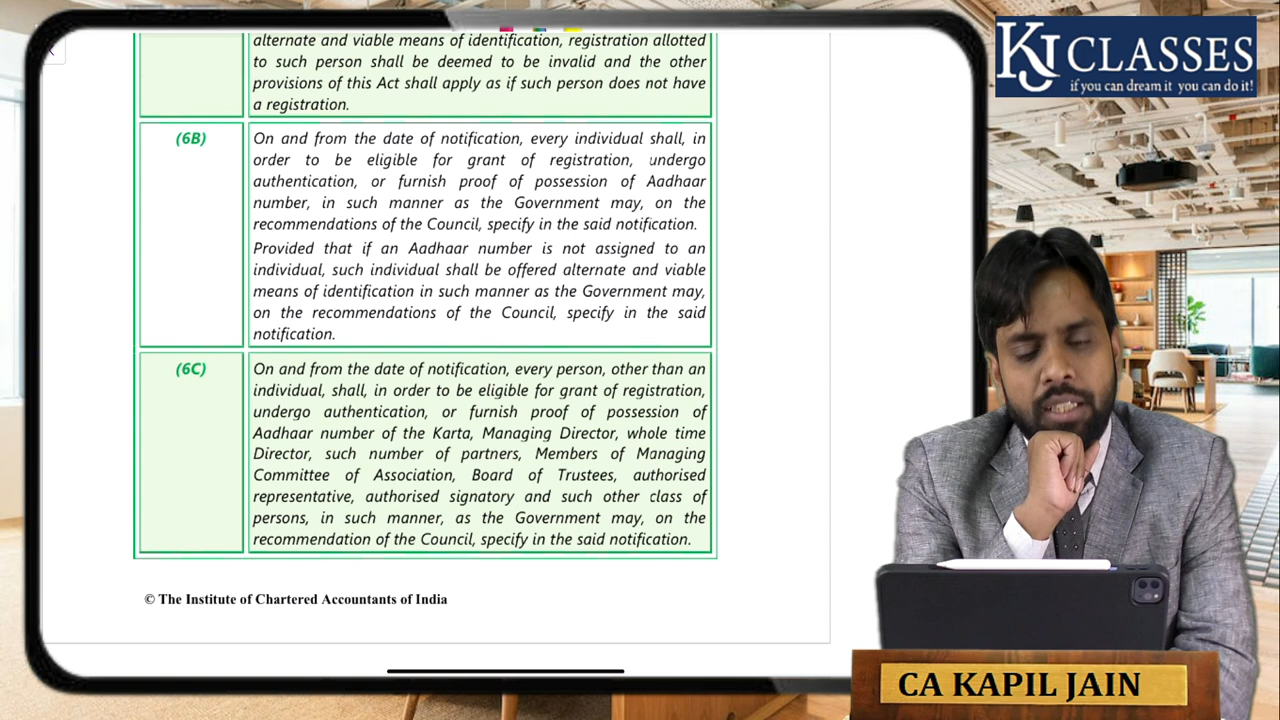 alternate and viable means of identification, registration allotted
to such person shall be deemed to be invalid and the other
provisions of this Act shall apply as if such person does not have
a registration.
(6B)
On and from the date of notification, every individual shall, in
order to be eligible for grant of registration, undergo
authentication, or furnish proof of possession of Aadhaar
number, in such manner as the Government may, on the
recommendations of the Council, specify in the said notification.
Provided that if an Aadhaar number is not assigned to an
individual, such individual shall be offered alternate and viable
means of identification in such manner as the Government may,
on the recommendations of the Council, specify in the said
notification.
(6C)
On and from the date of notification, every person, other than an
individual, shall, in order to be eligible for grant of registration,
undergo authentication, or furnish proof of possession of
Aadhaar number of the Karta, Managing Director, whole time
Director, such number of partners, Members of Managing
Committee of Association, Board of Trustees, authorised
representative, authorised signatory and such other class of
persons, in such manner, as the Government may, on the
recommendation of the Council, specify in the said notification.
© The Institute of Chartered Accountants of India
KJ CLASSES
if you can dream it you can do it!
CA KAPIL JAIN